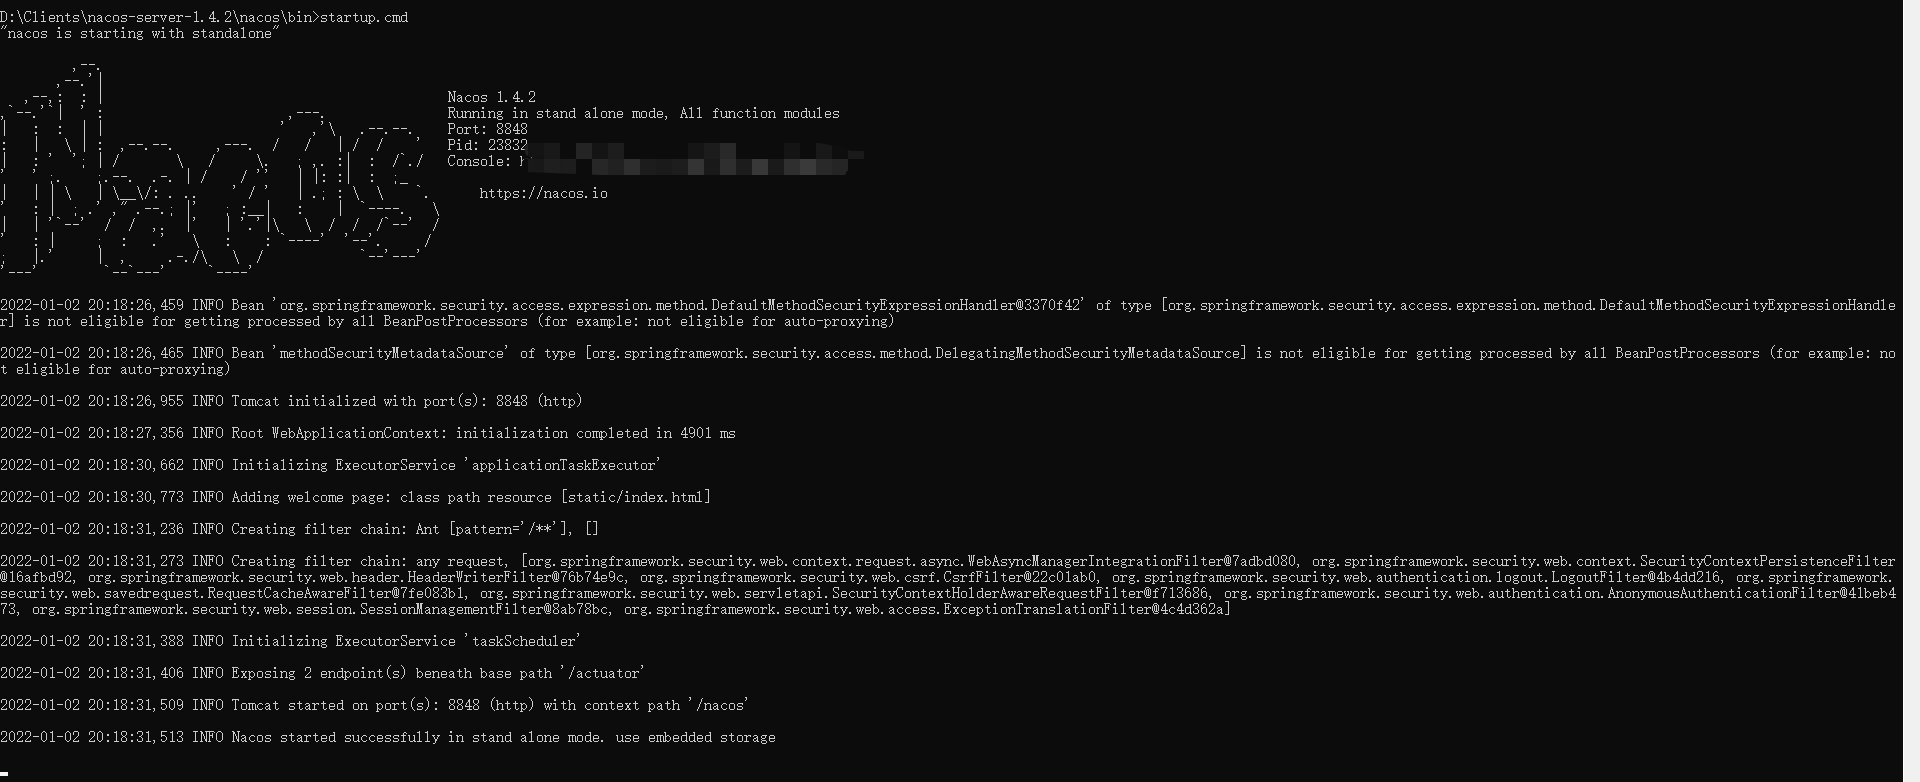 D:\Clients\nacos-server-1.4.2\nacos\bin>startup.cmd
"nacos is starting with standalone"
Nacos 1.4.2
Running in stand alone mode, All function modules
Port: 8848
Pid: 23832
Console:
https://nacos.io
2022-01-02 20:18:26,459 INFO Bean 'org.springframework.security.access.expression.method.DefaultMethodSecurityExpressionHandler@3370f42' of type [org.springframework.security.access.expression.method.DefaultMethodSecurityExpressionHandle
r] is not eligible for getting processed by all BeanPostProcessors (for example: not eligible for auto-proxying)
2022-01-02 20:18:26,465 INFO Bean 'methodSecurityMetadataSource' of type [org.springframework.security.access.method.DelegatingMethodSecurityMetadataSource] is not eligible for getting processed by all BeanPostProcessors (for example: no
t eligible for auto-proxying)
2022-01-02 20:18:26,955 INFO Tomcat initialized with port(s): 8848 (http)
2022-01-02 20:18:27,356 INFO Root WebApplicationContext: initialization completed in 4901 ms
2022-01-02 20:18:30,662 INFO Initializing ExecutorService 'applicationTaskExecutor'
2022-01-02 20:18:30,773 INFO Adding welcome page: class path resource [static/index.html]
2022-01-02 20:18:31,236 INFO Creating filter chain: Ant [pattern='/**'], []
2022-01-02 20:18:31,273 INFO Creating filter chain: any request, [org.springframework.security.web.context.request.async.WebAsyncManagerIntegrationFilter@7adbd080, org.springframework.security.web.context.SecurityContextPersistenceFilter
@16afbd92, org.springframework.security.web.header.HeaderWriterFilter@76b74e9c, org.springframework.security.web.csrf.CsrfFilter@22c01ab0, org.springframework.security.web.authentication.logout.LogoutFilter@4b4dd216, org.springframework.
security.web.savedrequest.RequestCacheAwareFilter@7fe083b1, org.springframework.security.web.servletapi.SecurityContextHolderAwareRequestFilter@f713686, org.springframework.security.web.authentication.AnonymousAuthenticationFilter@41beb4
73, org.springframework.security.web.session.SessionManagementFilter@8ab78bc, org.springframework.security.web.access.ExceptionTranslationFilter@4c4d362a]
2022-01-02 20:18:31,388 INFO Initializing ExecutorService 'taskScheduler'
2022-01-02 20:18:31,406 INFO Exposing 2 endpoint(s) beneath base path '/actuator'
2022-01-02 20:18:31,509 INFO Tomcat started on port(s): 8848 (http) with context path '/nacos'
2022-01-02 20:18:31,513 INFO Nacos started successfully in stand alone mode. use embedded storage